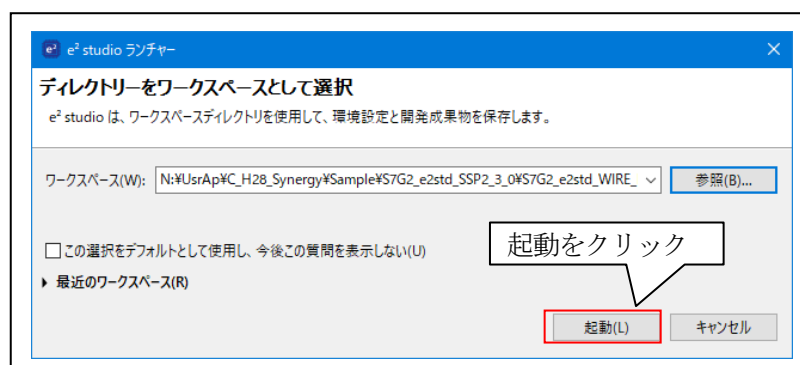 e² studio ランチャー
ディレクトリーをワークスペースとして選択
e² studio は、ワークスペースディレクトリを使用して、環境設定と開発成果物を保存します。
ワークスペース(W): N:¥UsrAp¥C_H28_Synergy¥Sample¥S7G2_e2std_SSP2_3_0¥S7G2_e2std_WIRE_ 参照(B)...
起動をクリック
この選択をデフォルトとして使用し、今後この質問を表示しない(U)
最近のワークスペース(R)
起動(L) キャンセル